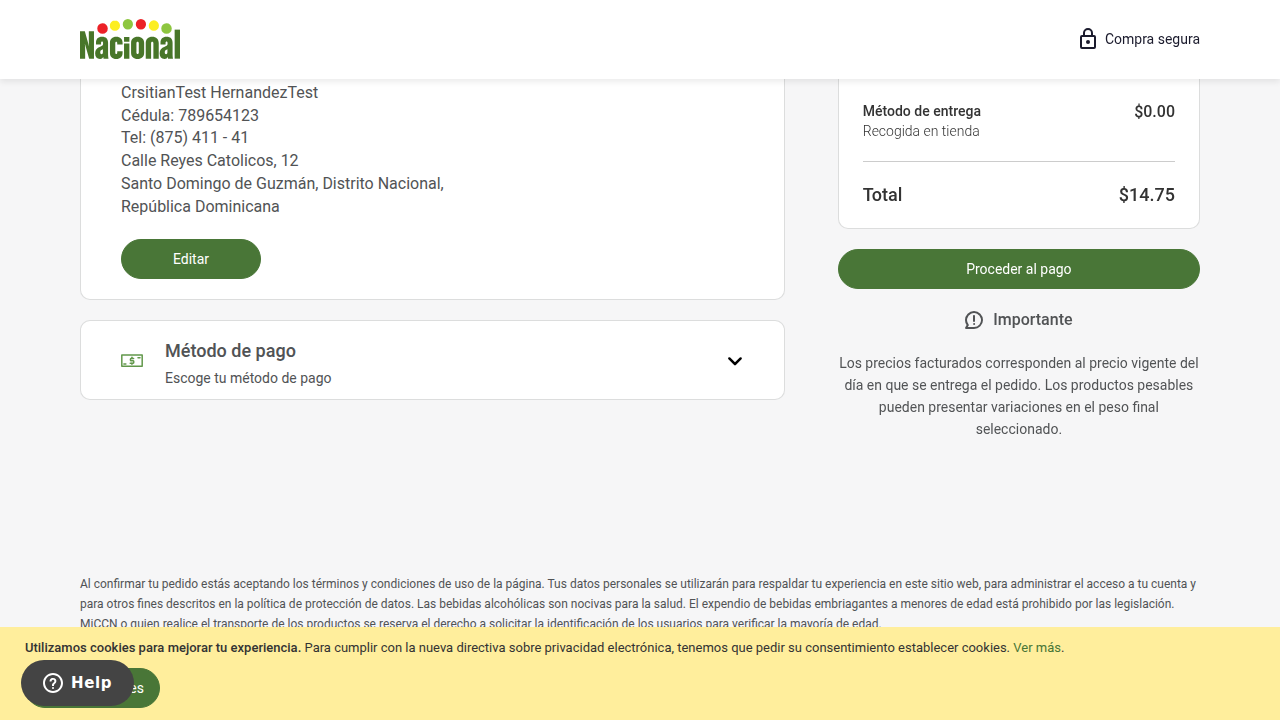 Nacional
Compra segura
CrsitianTest HernandezTest
Cédula: 789654123
Tel: (875) 411 - 41
Calle Reyes Catolicos, 12
Santo Domingo de Guzmán, Distrito Nacional,
República Dominicana
Editar
Método de pago
Escoge tu método de pago
Método de entrega $0.00
Recogida en tienda
Total $14.75
Proceder al pago
Importante
Los precios facturados corresponden al precio vigente del
día en que se entrega el pedido. Los productos pesables
pueden presentar variaciones en el peso final
seleccionado.
Al confirmar tu pedido estás aceptando los términos y condiciones de uso de la página. Tus datos personales se utilizarán para respaldar tu experiencia en este sitio web, para administrar el acceso a tu cuenta y
para otros fines descritos en la política de protección de datos. Las bebidas alcohólicas son nocivas para la salud. El expendio de bebidas embriagantes a menores de edad está prohibido por las legislación.
MiCCN o quien realice el transporte de los productos se reserva el derecho a solicitar la identificación de los usuarios para verificar la mayoría de edad.
Utilizamos cookies para mejorar tu experiencia. Para cumplir con la nueva directiva sobre privacidad electrónica, tenemos que pedir su consentimiento establecer cookies. Ver más.
Help